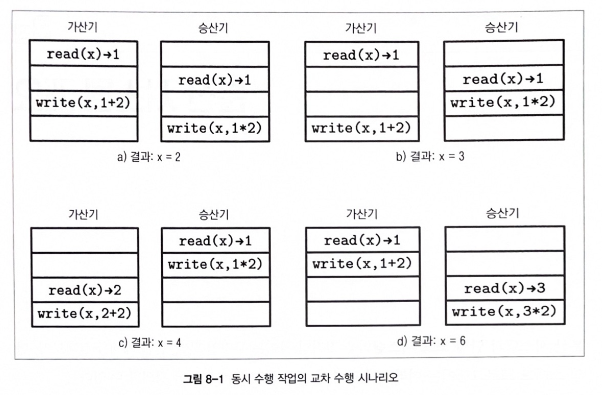 가산기 승산기 가산기 승산기
read(x)→1 read(x)→1
read(x)→1 read(x)→1
write(x,1+2) write(x,1*2)
write(x,1*2) write(x,1+2)
a) 결과: x = 2 b) 결과: x = 3
가산기 승산기 가산기 승산기
read(x)→1 read(x)→1
write(x,1*2) write(x,1+2)
read(x)→2 read(x)→3
write(x,2+2) write(x,3*2)
c) 결과: x = 4 d) 결과: x = 6
그림 8-1 동시 수행 작업의 교차 수행 시나리오